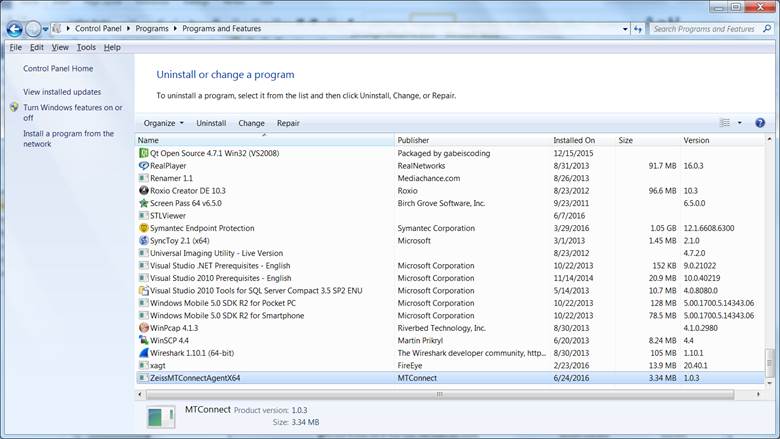 Control Panel ▸ Programs ▸ Programs and Features
Search Programs and Features
File Edit View Tools Help
Control Panel Home
View installed updates
Turn Windows features on or off
Install a program from the network
Uninstall or change a program
To uninstall a program, select it from the list and then click Uninstall, Change, or Repair.
Organize Uninstall Change Repair
Name Publisher Installed On Size Version
Qt Open Source 4.7.1 Win32 (VS2008) Packaged by gabeiscoding 12/15/2015
RealPlayer RealNetworks 8/31/2013 91.7 MB 16.0.3
Renamer 1.1 Mediachance.com 8/26/2013
Roxio Creator DE 10.3 Roxio 8/23/2012 96.6 MB 10.3
Screen Pass 64 v6.5.0 Birch Grove Software, Inc. 9/23/2011 6.5.0.0
STLViewer 6/7/2016
Symantec Endpoint Protection Symantec Corporation 3/29/2016 1.05 GB 12.1.6608.6300
SyncToy 2.1 (x64) Microsoft 3/1/2013 1.45 MB 2.1.0
Universal Imaging Utility - Live Version 8/23/2012 4.7.2.0
Visual Studio .NET Prerequisites - English Microsoft Corporation 10/22/2013 152 KB 9.0.21022
Visual Studio 2010 Prerequisites - English Microsoft Corporation 11/14/2014 20.9 MB 10.0.40219
Visual Studio 2010 Tools for SQL Server Compact 3.5 SP2 ENU Microsoft Corporation 5/14/2013 10.7 MB 4.0.8080.0
Windows Mobile 5.0 SDK R2 for Pocket PC Microsoft Corporation 10/22/2013 128 MB 5.00.1700.5.14343.06
Windows Mobile 5.0 SDK R2 for Smartphone Microsoft Corporation 10/22/2013 78.5 MB 5.00.1700.5.14343.06
WinPcap 4.1.3 Riverbed Technology, Inc. 8/30/2013 4.1.0.2980
WinSCP 4.4 Martin Prikryl 6/20/2013 8.24 MB 4.4
Wireshark 1.10.1 (64-bit) The Wireshark developer community, http... 8/30/2013 105 MB 1.10.1
xagt FireEye 2/23/2016 13.9 MB 20.40.1
ZeissMTConnectAgentX64 MTConnect 6/24/2016 3.34 MB 1.0.3
MTConnect Product version: 1.0.3
Size: 3.34 MB